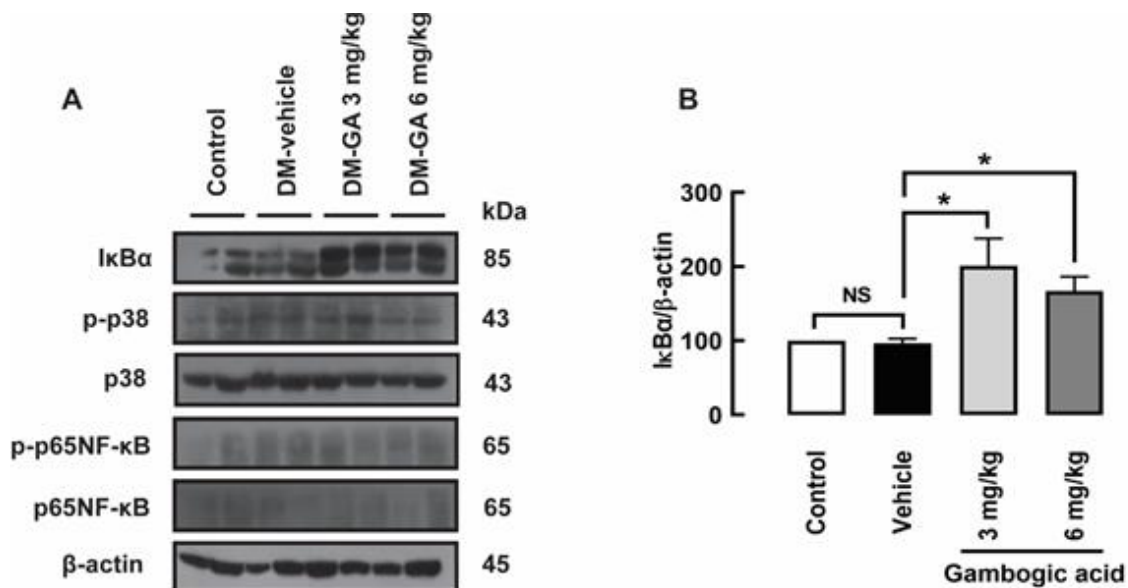 A
Control
DM-vehicle
DM-GA 3 mg/kg
DM-GA 6 mg/kg
kDa
IκBα
85
p-p38
43
p38
43
p-p65NF-κB
65
p65NF-κB
65
β-actin
45
B
*
*
NS
IκBα/β-actin
300
200
100
0
Control
Vehicle
3 mg/kg
6 mg/kg
Gambogic acid